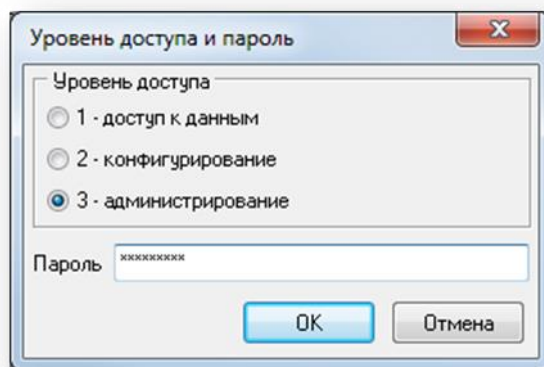 Уровень доступа и пароль
Уровень доступа
1 - доступ к данным
2 - конфигурирование
3 - администрирование
Пароль *********
OK Отмена